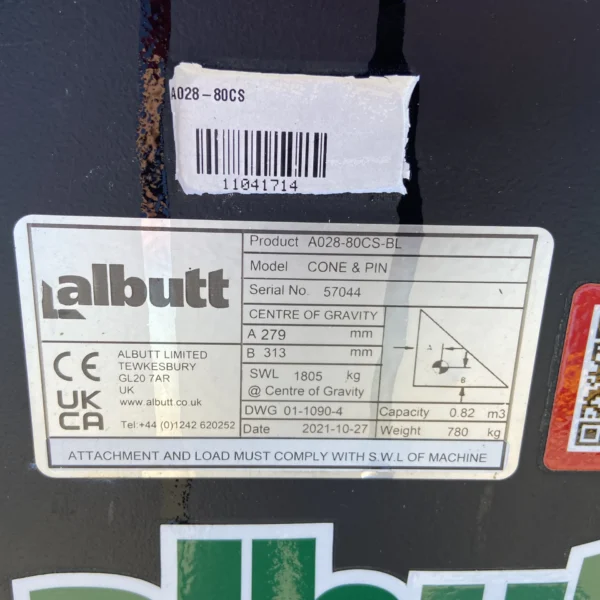 A028-80CS
11041714
albutt
ALBUTT LIMITED
TEWKESBURY
GL20 7AR
UK
www.albutt.co.uk
Tel:+44 (0)1242 620252
CE
UK
CA
Product A028-80CS-BL
Model CONE & PIN
Serial No. 57044
CENTRE OF GRAVITY
A 279 mm
B 313 mm
SWL 1805 kg
@ Centre of Gravity
A
B
DWG 01-1090-4 Capacity 0.82 m3
Date 2021-10-27 Weight 780 kg
ATTACHMENT AND LOAD MUST COMPLY WITH S.W.L OF MACHINE
albutt